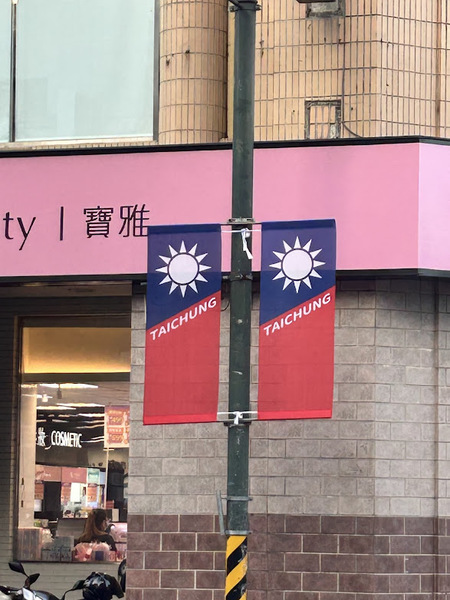 ty | 寶雅
TAICHUNG
TAICHUNG
COSMETIC